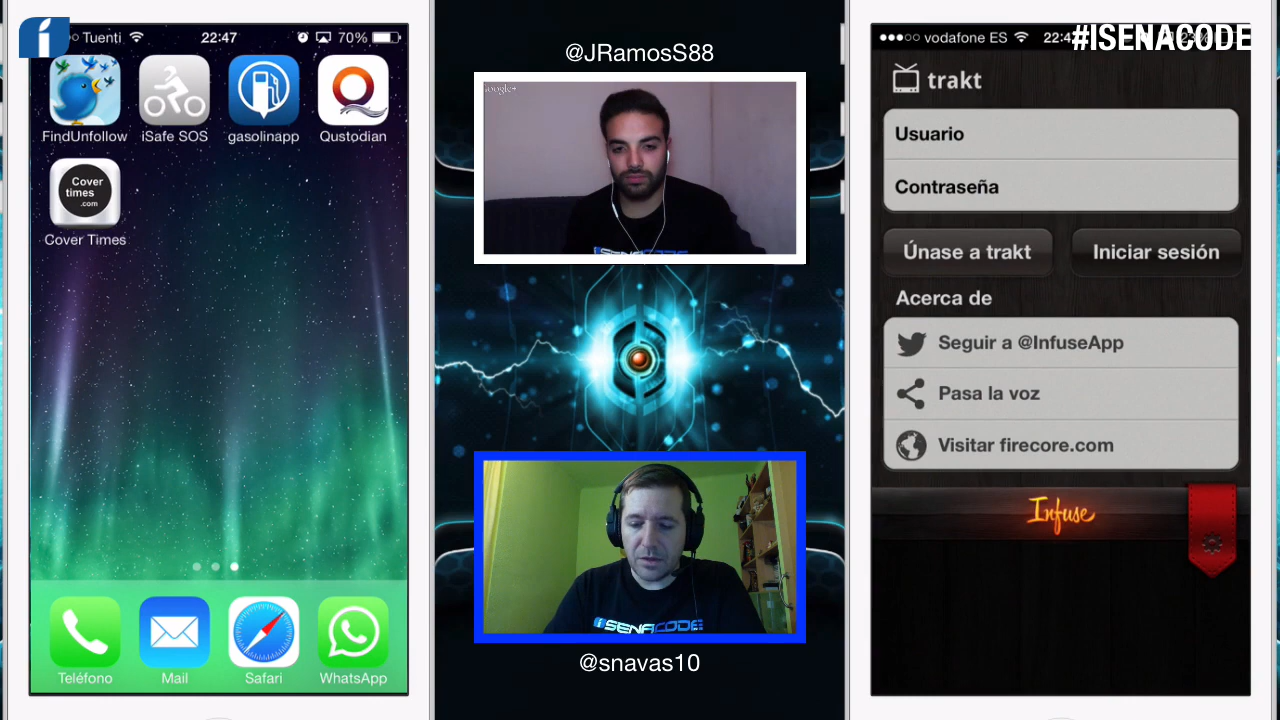 Tuenti
22:47
70%
FindUnfollow
iSafe SOS
gasolinapp
Qustodian
Cover
times
.com
Cover Times
Teléfono
Mail
Safari
WhatsApp
@JRamosS88
ISENACODE
@snavas10
vodafone ES
#ISENACODE
trakt
Usuario
Contraseña
Únase a trakt
Iniciar sesión
Acerca de
Seguir a @InfuseApp
Pasa la voz
Visitar firecore.com
Infuse